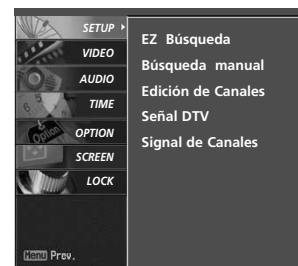 SETUP
VIDEO
AUDIO
TIME
OPTION
SCREEN
LOCK
EZ Búsqueda
Búsqueda manual
Edición de Canales
Señal DTV
Signal de Canales
Menu Prev.